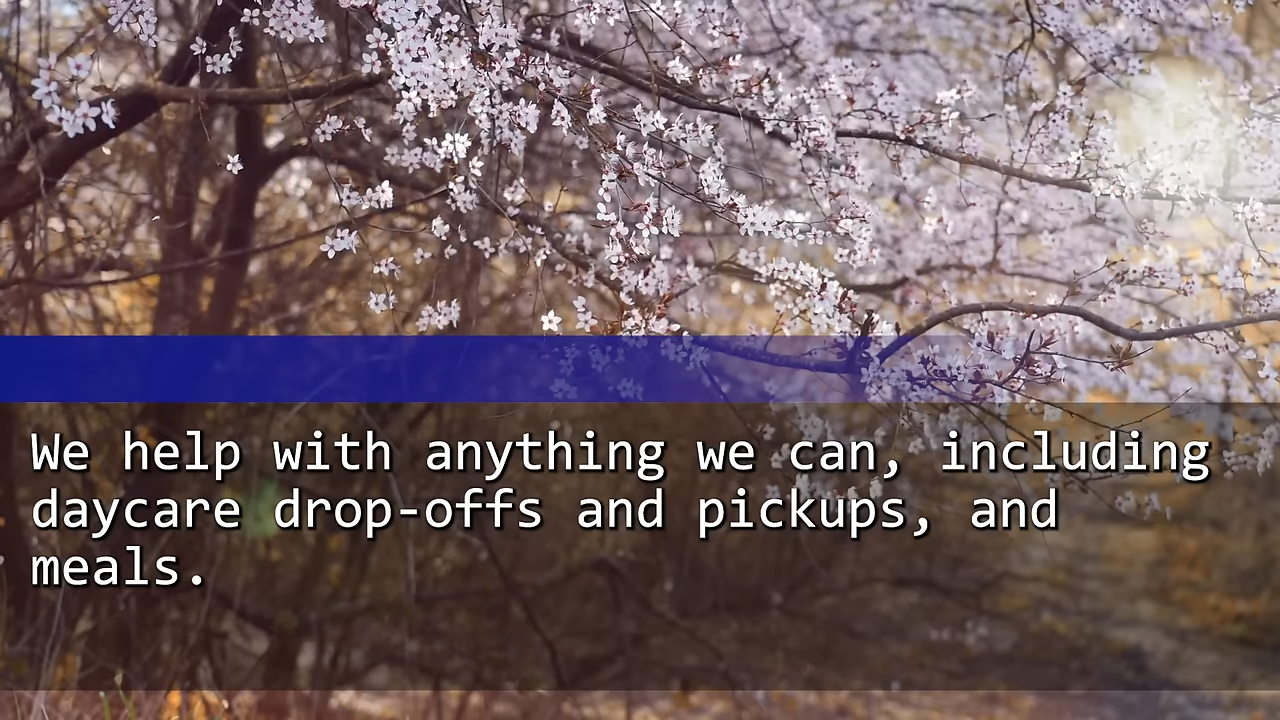 We help with anything we can, including
daycare drop-offs and pickups, and
meals.